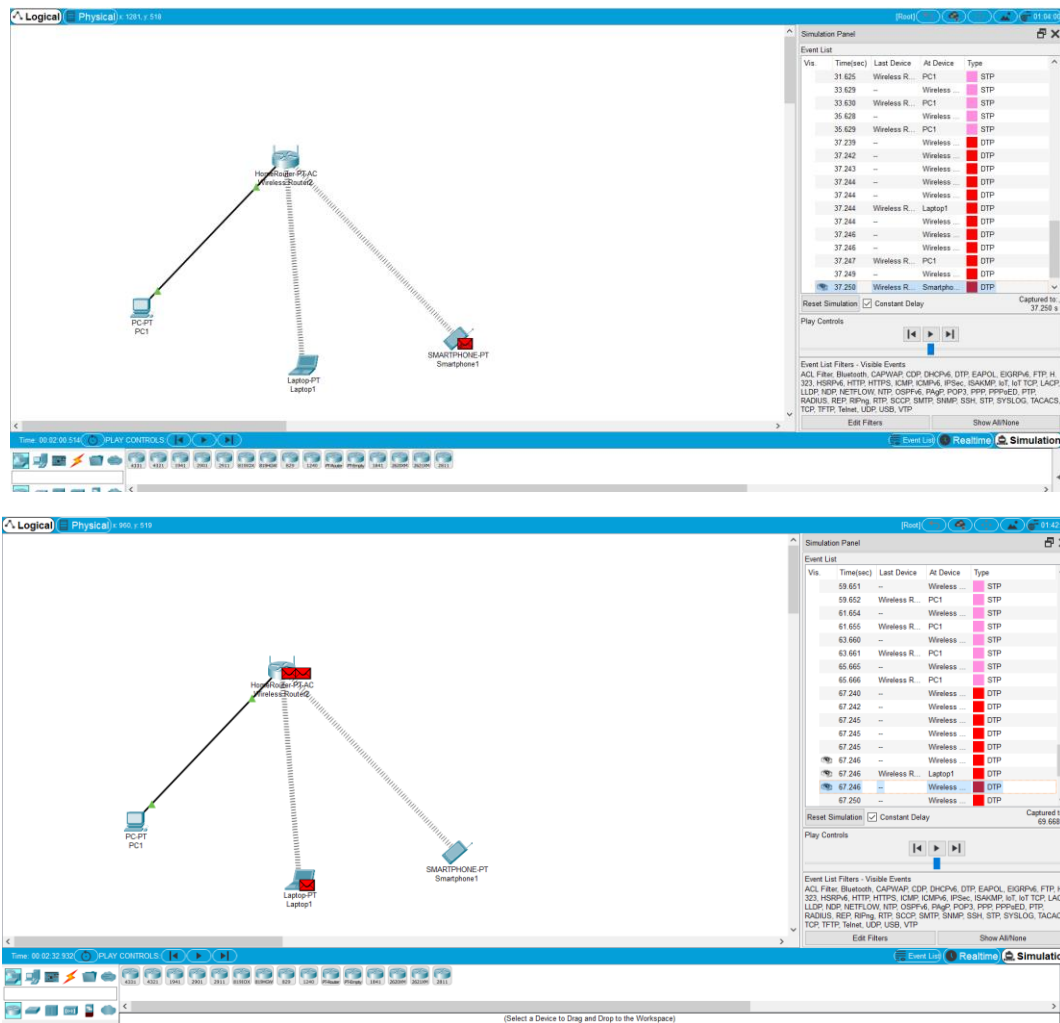 Logical Physical x: 1281, y: 519 [Root] 01:04:00
Simulation Panel
Event List
Vis. Time(sec) Last Device At Device Type
31.625 Wireless R... PC1 STP
33.629 -- Wireless ... STP
33.630 Wireless R... PC1 STP
35.628 -- Wireless ... STP
35.629 Wireless R... PC1 STP
37.239 -- Wireless ... DTP
37.242 -- Wireless ... DTP
37.243 -- Wireless ... DTP
37.244 -- Wireless ... DTP
37.244 -- Wireless ... DTP
37.244 Wireless R... Laptop1 DTP
37.244 -- Wireless ... DTP
37.246 -- Wireless ... DTP
37.246 -- Wireless ... DTP
37.247 Wireless R... PC1 DTP
37.249 -- Wireless ... DTP
37.250 Wireless R... Smartpho... DTP
HomeRouter-PT-AC
Wireless Router2
PC-PT
PC1
Laptop-PT
Laptop1
SMARTPHONE-PT
Smartphone1
Reset Simulation Constant Delay Captured to:
37.250 s
Play Controls
Event List Filters - Visible Events
ACL Filter, Bluetooth, CAPWAP, CDP, DHCPv6, DTP, EAPOL, EIGRPv6, FTP, H.
323, HSRPv6, HTTP, HTTPS, ICMP, ICMPv6, IPSec, ISAKMP, IoT, IoT TCP, LACP,
LLDP, NDP, NETFLOW, NTP, OSPFv6, PAgP, POP3, PPP, PPPoED, PTP,
RADIUS, REP, RIPng, RTP, SCCP, SMTP, SNMP, SSH, STP, SYSLOG, TACACS,
TCP, TFTP, Telnet, UDP, USB, VTP
Edit Filters Show All/None
Time: 00:02:00.514 PLAY CONTROLS: Event List Realtime Simulation
4331 4321 1941 2901 2911 819IOX 819HGW 829 1240 PT-Router PT-Empty 1841 2620XM 2621XM 2811
Logical Physical x: 960, y: 519 [Root] 01:42
Simulation Panel
Event List
Vis. Time(sec) Last Device At Device Type
59.651 -- Wireless ... STP
59.652 Wireless R... PC1 STP
61.654 -- Wireless ... STP
61.655 Wireless R... PC1 STP
63.660 -- Wireless ... STP
63.661 Wireless R... PC1 STP
65.665 -- Wireless ... STP
65.666 Wireless R... PC1 STP
67.240 -- Wireless ... DTP
67.242 -- Wireless ... DTP
67.245 -- Wireless ... DTP
67.245 -- Wireless ... DTP
67.245 -- Wireless ... DTP
67.246 -- Wireless ... DTP
67.246 Wireless R... Laptop1 DTP
67.246 -- Wireless ... DTP
67.250 -- Wireless ... DTP
HomeRouter-PT-AC
Wireless Router2
PC-PT
PC1
Laptop-PT
Laptop1
SMARTPHONE-PT
Smartphone1
Reset Simulation Constant Delay Captured t
69.668
Play Controls
Event List Filters - Visible Events
ACL Filter, Bluetooth, CAPWAP, CDP, DHCPv6, DTP, EAPOL, EIGRPv6, FTP, H
323, HSRPv6, HTTP, HTTPS, ICMP, ICMPv6, IPSec, ISAKMP, IoT, IoT TCP, LAC
LLDP, NDP, NETFLOW, NTP, OSPFv6, PAgP, POP3, PPP, PPPoED, PTP,
RADIUS, REP, RIPng, RTP, SCCP, SMTP, SNMP, SSH, STP, SYSLOG, TACAC
TCP, TFTP, Telnet, UDP, USB, VTP
Edit Filters Show All/None
Time: 00:02:32.932 PLAY CONTROLS: Event List Realtime Simulatio
4331 4321 1941 2901 2911 819IOX 819HGW 829 1240 PT-Router PT-Empty 1841 2620XM 2621XM 2811
(Select a Device to Drag and Drop to the Workspace)